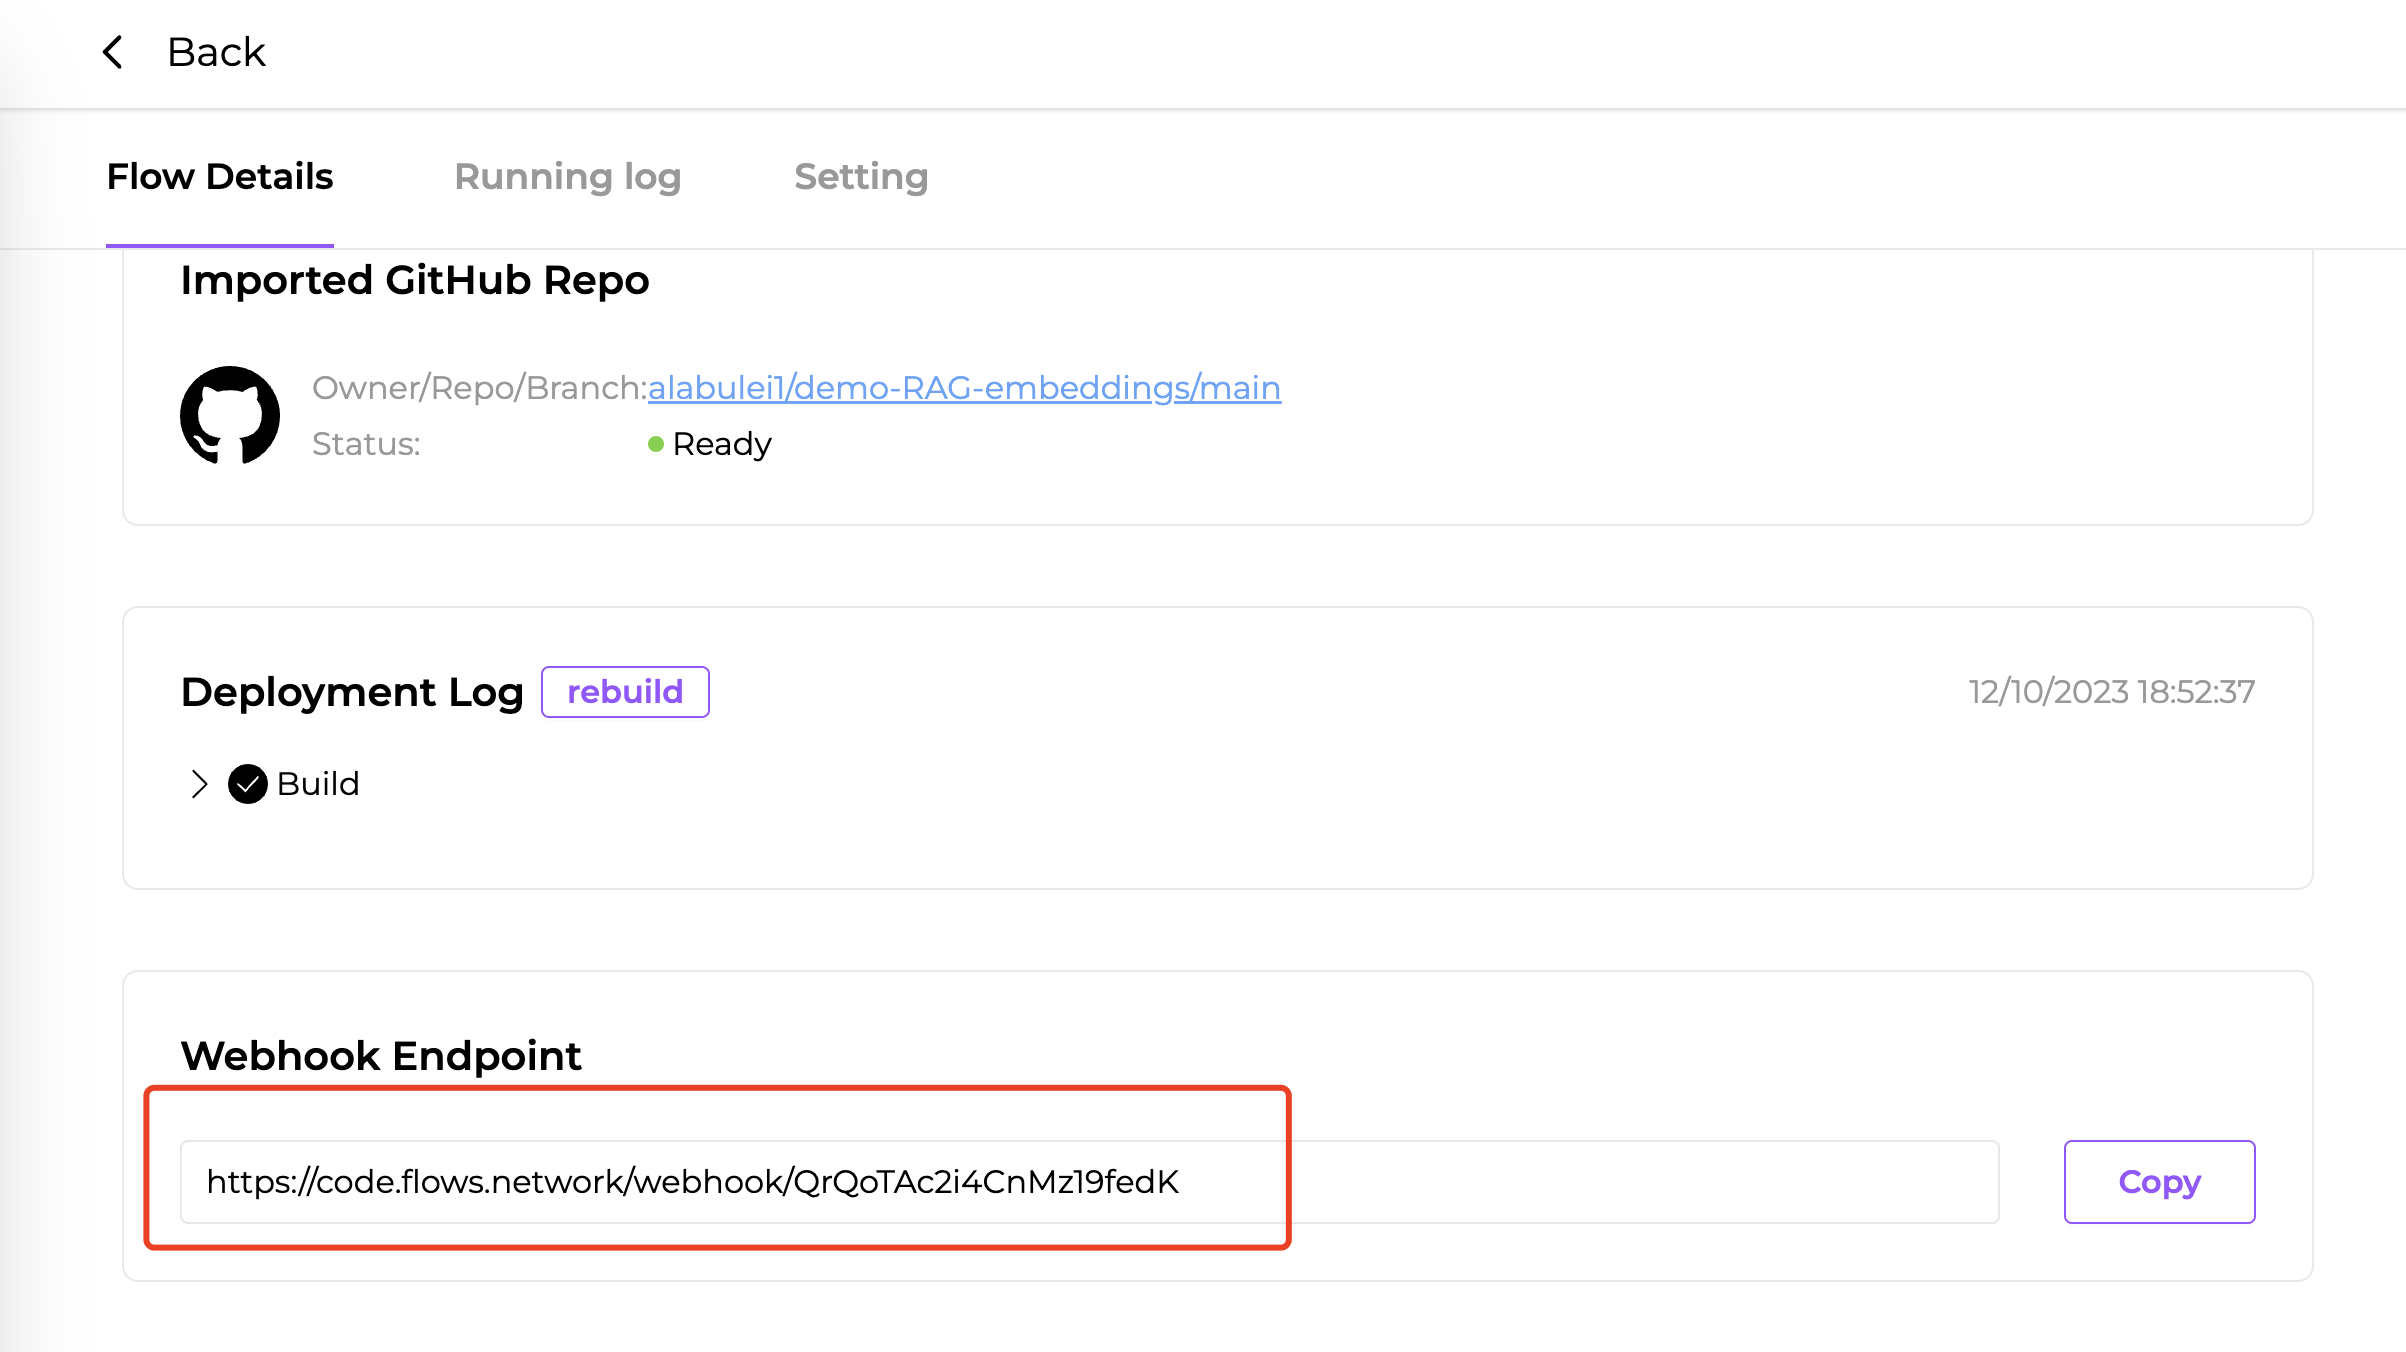 Back
Flow Details
Running log
Setting
Imported GitHub Repo
Owner/Repo/Branch:alabulei1/demo-RAG-embeddings/main
Status: Ready
Deployment Log
rebuild
12/10/2023 18:52:37
Build
Webhook Endpoint
https://code.flows.network/webhook/QrQoTAc2i4CnMz19fedK
Copy